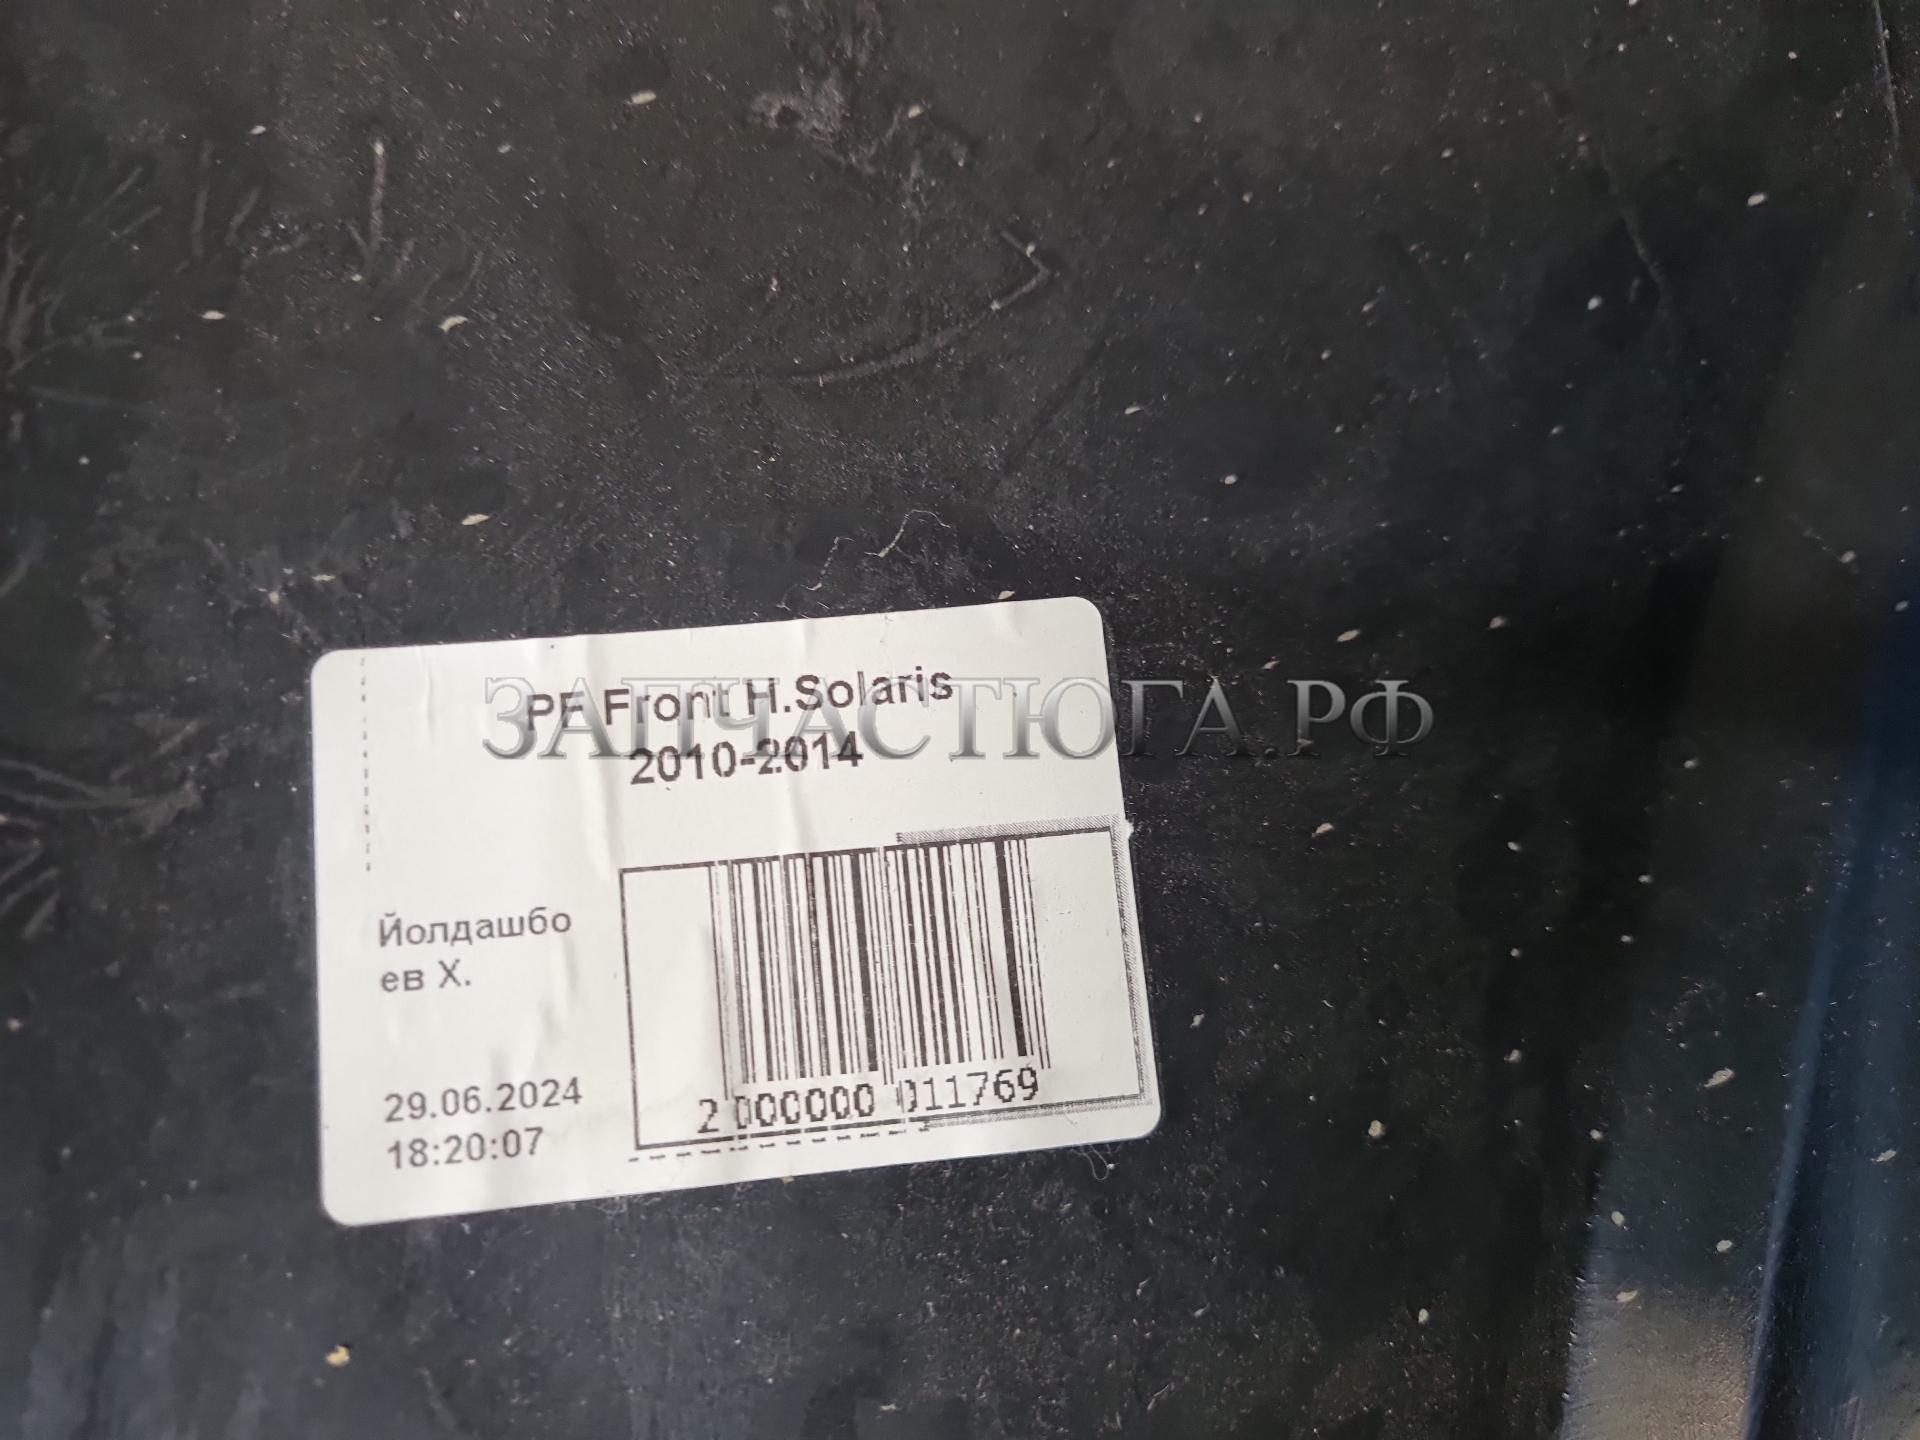 PF Front H.Solaris
2010-2014
ЗАПЧАСТЮГА.РФ
Йолдашбо
ев Х.
29.06.2024
18:20:07
2 000000 011769